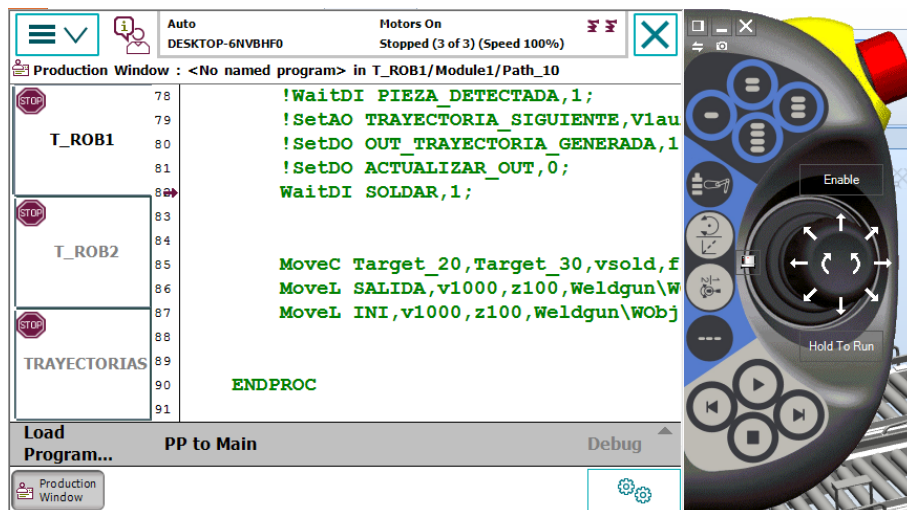 Auto
DESKTOP-6NVBHF0
Motors On
Stopped (3 of 3) (Speed 100%)
Production Window : <No named program> in T_ROB1/Module1/Path_10
STOP
T_ROB1
STOP
T_ROB2
STOP
TRAYECTORIAS
78 !WaitDI PIEZA_DETECTADA,1;
79 !SetAO TRAYECTORIA_SIGUIENTE,V1au
80 !SetDO OUT_TRAYECTORIA_GENERADA,1
81 !SetDO ACTUALIZAR_OUT,0;
82 WaitDI SOLDAR,1;
83
84
85 MoveC Target_20,Target_30,vsold,f
86 MoveL SALIDA,v1000,z100,Weldgun\WO
87 MoveL INI,v1000,z100,Weldgun\WObj
88
89
90 ENDPROC
91
Load Program...
PP to Main
Debug
Production Window
Enable
Hold To Run